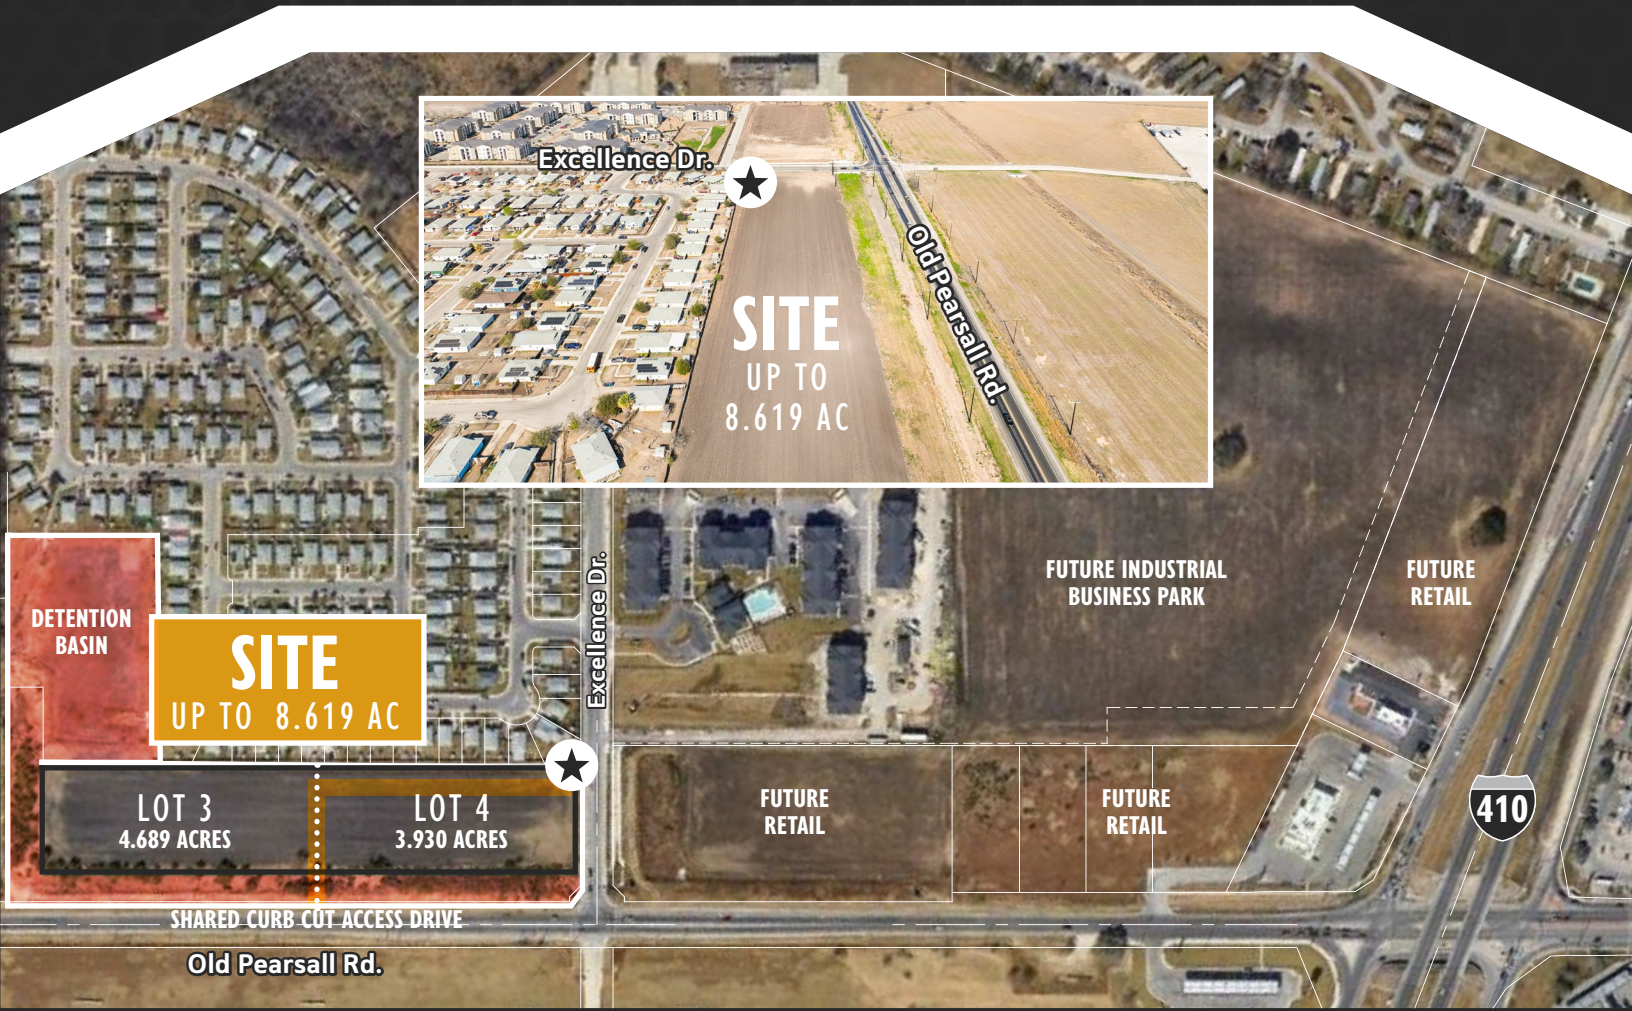 Excellence Dr.
Old Pearsall Rd.
SITE
UP TO
8.619 AC
FUTURE INDUSTRIAL
BUSINESS PARK
FUTURE
RETAIL
DETENTION
BASIN
SITE
UP TO 8.619 AC
Excellence Dr.
LOT 3
4.689 ACRES
LOT 4
3.930 ACRES
FUTURE
RETAIL
FUTURE
RETAIL
410
SHARED CURB CUT ACCESS DRIVE
Old Pearsall Rd.